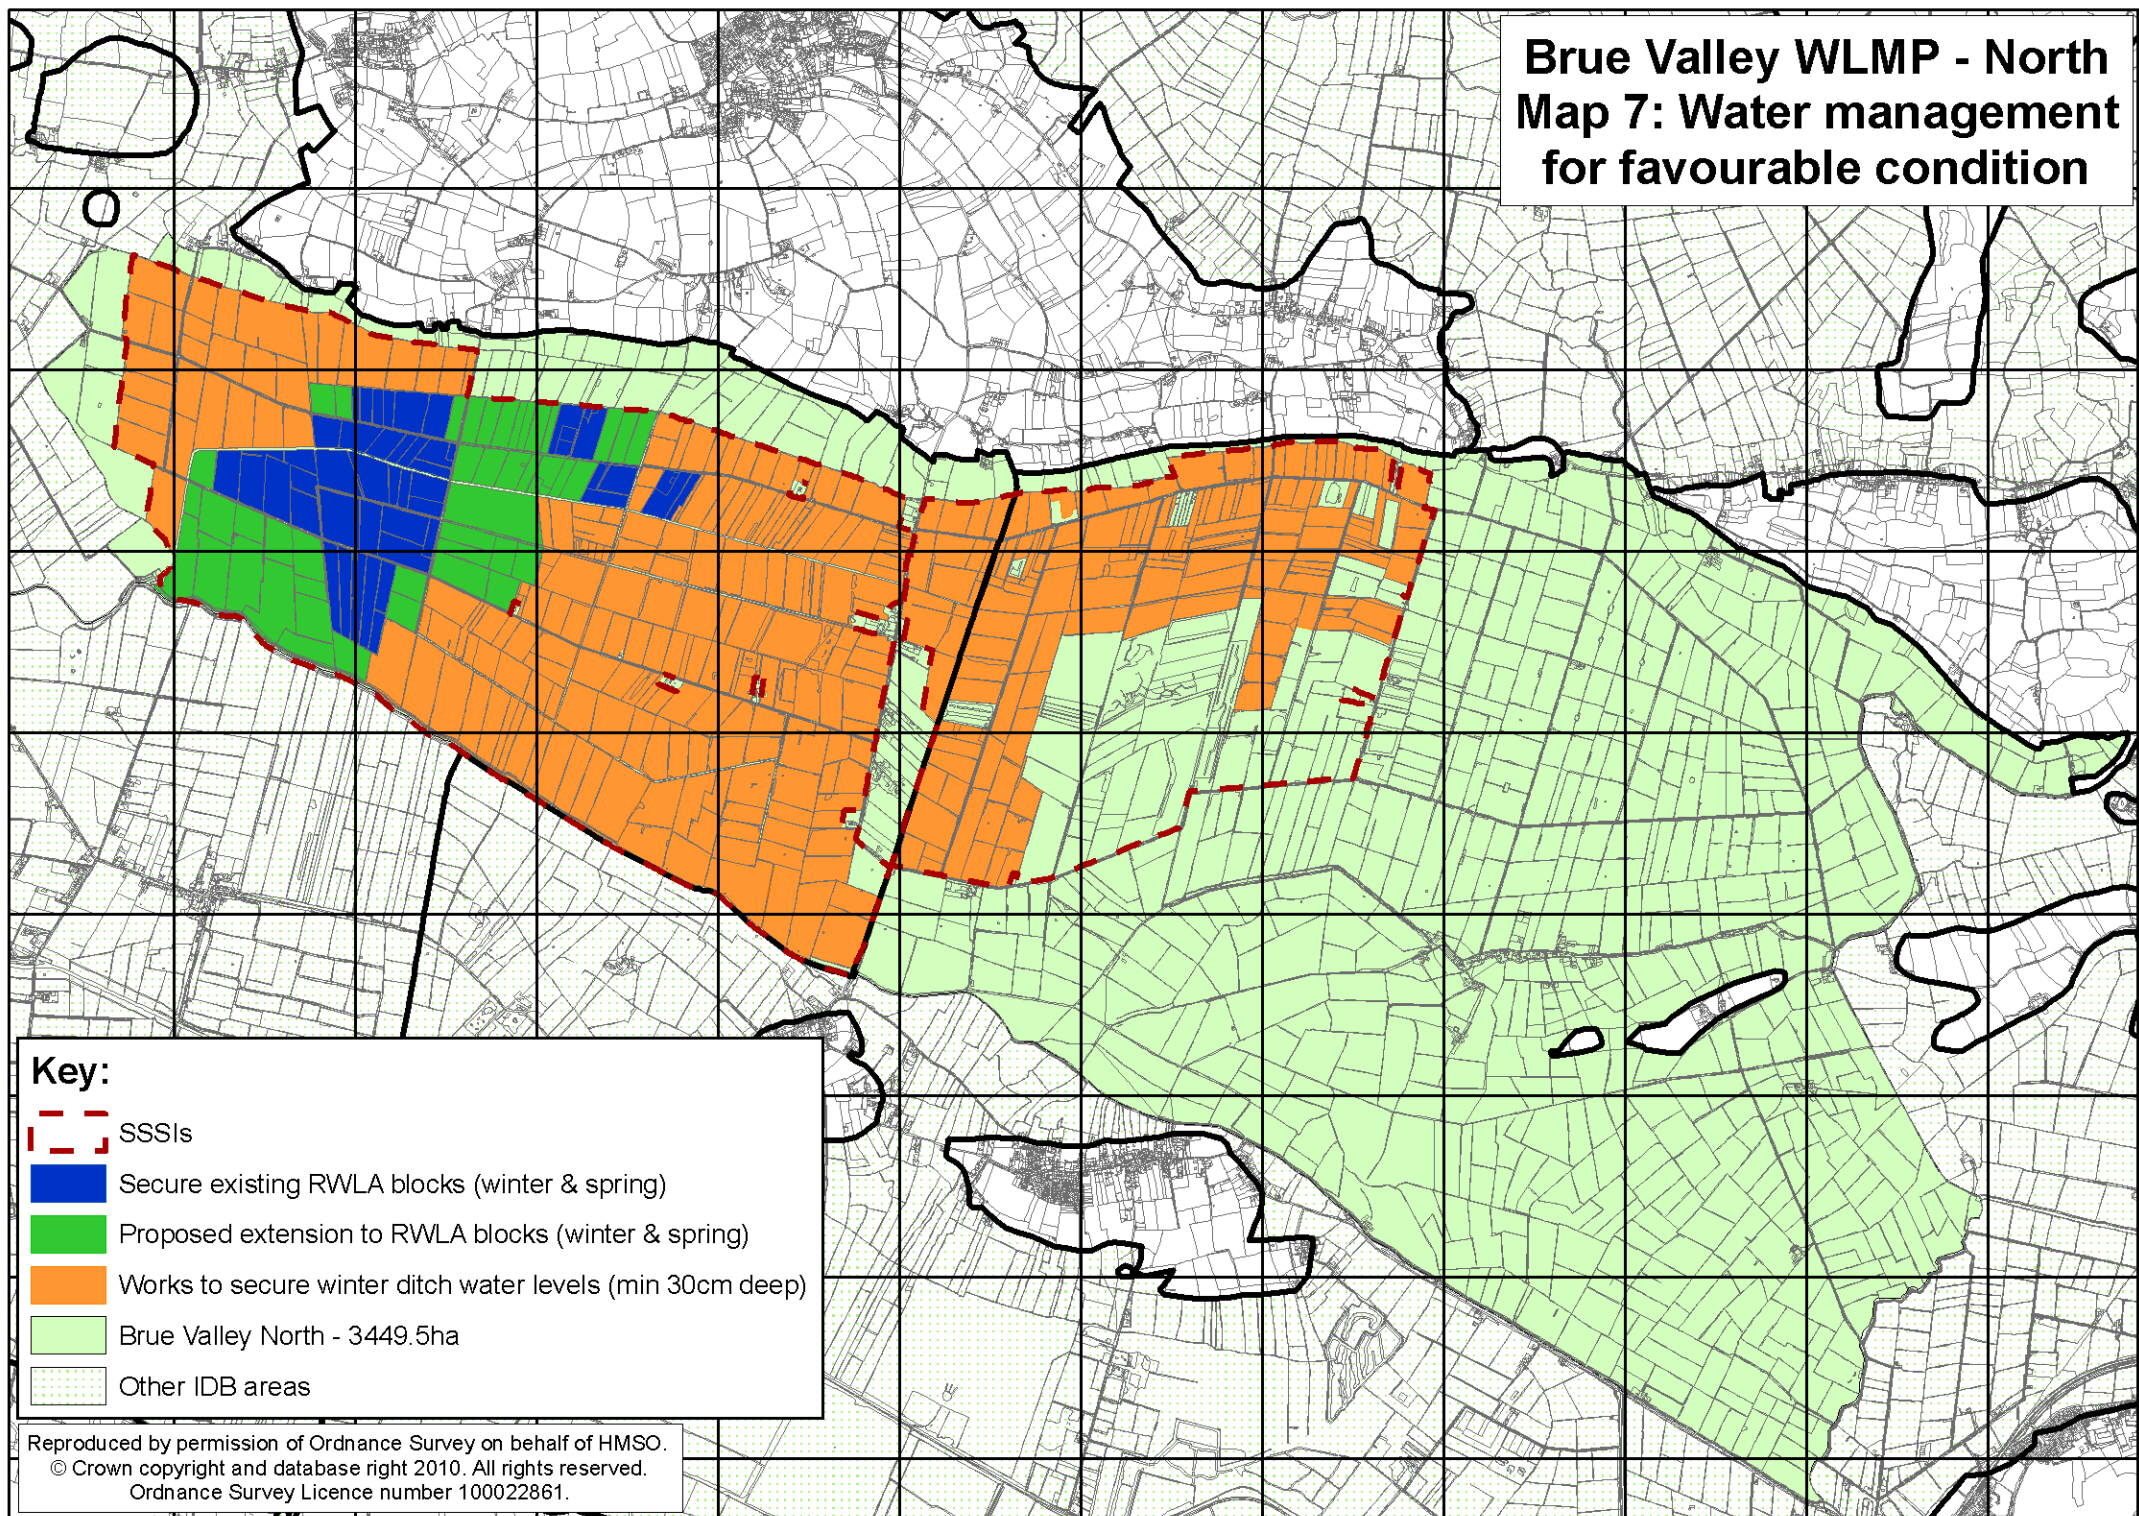 Brue Valley WLMP - North
Map 7: Water management
for favourable condition
Key:
SSSIs
Secure existing RWLA blocks (winter & spring)
Proposed extension to RWLA blocks (winter & spring)
Works to secure winter ditch water levels (min 30cm deep)
Brue Valley North - 3449.5ha
Other IDB areas
Reproduced by permission of Ordnance Survey on behalf of HMSO.
© Crown copyright and database right 2010. All rights reserved.
Ordnance Survey Licence number 100022861.